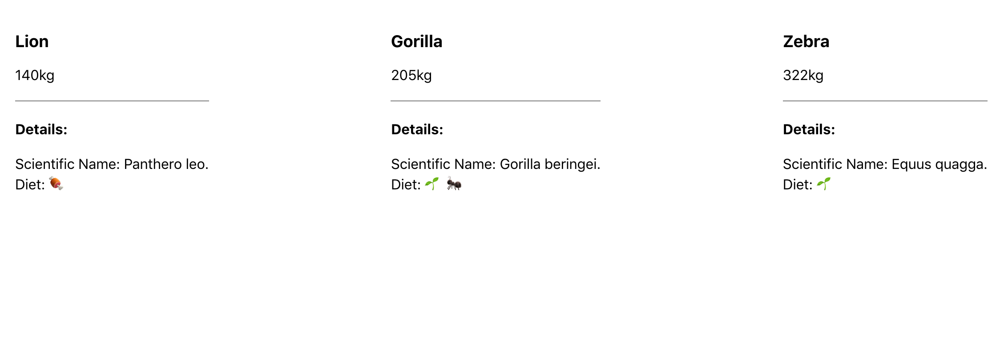 Lion
140kg
Details:
Scientific Name: Panthero leo.
Diet: 🍖
Gorilla
205kg
Details:
Scientific Name: Gorilla beringei.
Diet: 🌱 🐜
Zebra
322kg
Details:
Scientific Name: Equus quagga.
Diet: 🌱